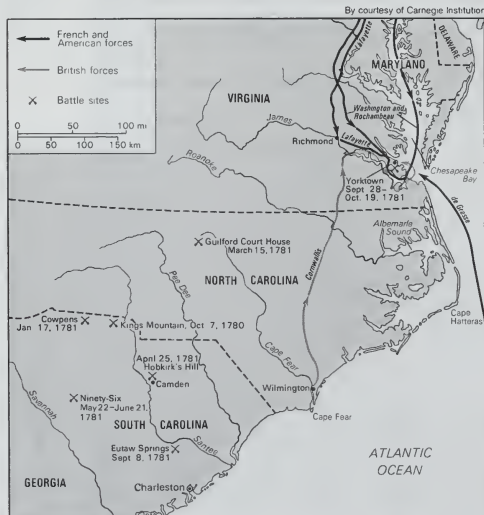 By courtesy of Carnegie Institution
French and
American forces
British forces
Battle sites
0 50 100 mi
0 50 100 150 km
Lafayette
Lafayette
DELAWARE
MARYLAND
VIRGINIA
Washington and
Rochambeau
James
Lafayette
Richmond
Roanoke
Chesapeake
Bay
Yorktown
Sept 28–
Oct. 19, 1781
de Grasse
Albemarle
Sound
Guilford Court House
March 15, 1781
Pee Dee
NORTH CAROLINA
Cornwallis
Cape
Hatteras
Cowpens
Jan 17, 1781
Kings Mountain, Oct 7, 1780
Cape Fear
April 25, 1781
Hobkirk's Hill
Camden
Wilmington
Cape Fear
Savannah
Ninety-Six
May 22–June 21,
1781
SOUTH CAROLINA
Santee
Eutaw Springs
Sept 8, 1781
ATLANTIC
OCEAN
GEORGIA
Charleston